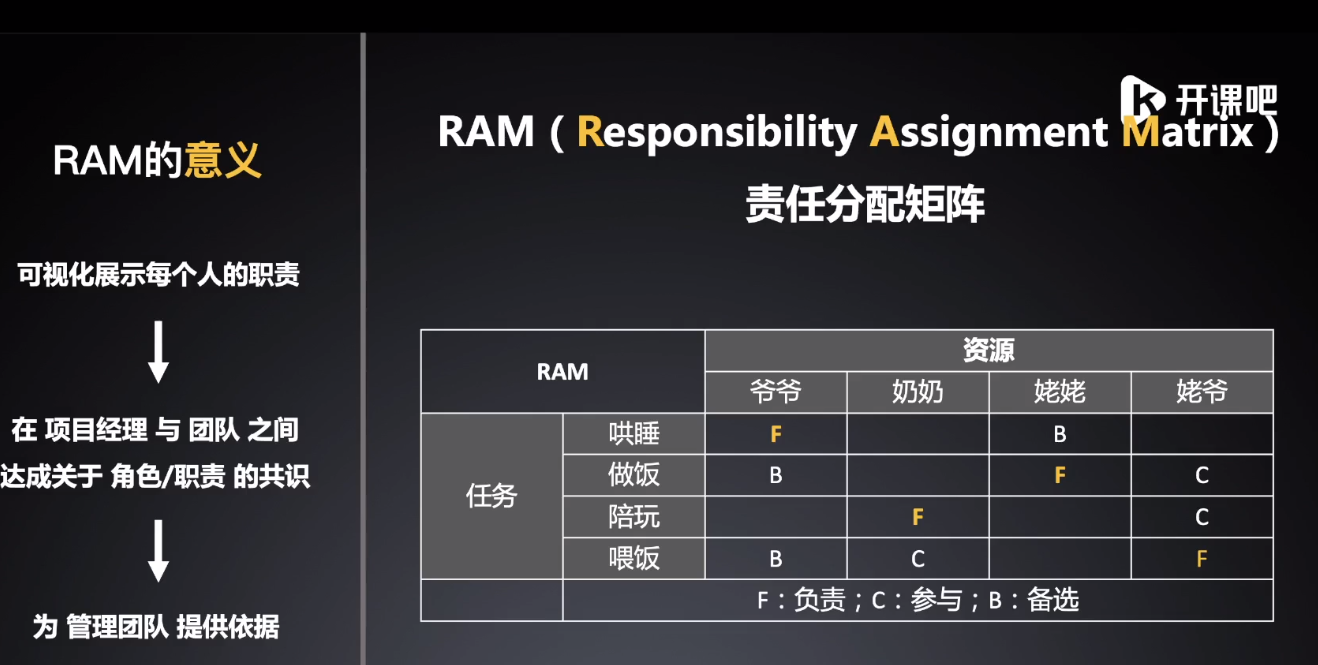 开课吧
RAM的意义
可视化展示每个人的职责
在 项目经理 与 团队 之间
达成关于 角色/职责 的共识
为 管理团队 提供依据
RAM（Responsibility Assignment Matrix）
责任分配矩阵
RAM 资源
爷爷 奶奶 姥姥 姥爷
任务
哄睡 F B
做饭 B F C
陪玩 F C
喂饭 B C F
F：负责；C：参与；B：备选